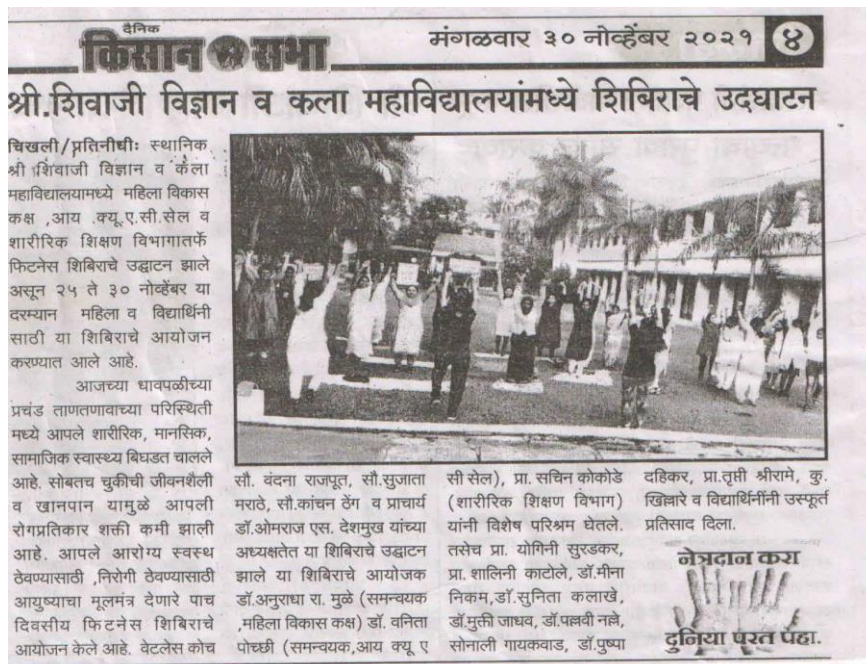 दैनिक
किसान सभा
मंगळवार ३० नोव्हेंबर २०२१
४
श्री.शिवाजी विज्ञान व कला महाविद्यालयांमध्ये शिबिराचे उदघाटन
चिखली/प्रतिनीधीः स्थानिक
श्री शिवाजी विज्ञान व कला
महाविद्यालयामध्ये महिला विकास
कक्ष ,आय .क्यू.ए.सी.सेल व
शारीरिक शिक्षण विभागातर्फे
फिटनेस शिबिराचे उद्घाटन झाले
असून २५ ते ३० नोव्हेंबर या
दरम्यान महिला व विद्यार्थिनी
साठी या शिबिराचे आयोजन
करण्यात आले आहे.
आजच्या धावपळीच्या
प्रचंड ताणतणावाच्या परिस्थिती
मध्ये आपले शारीरिक, मानसिक,
सामाजिक स्वास्थ्य बिघडत चालले
आहे. सोबतच चुकीची जीवनशैली
व खानपान यामुळे आपली
रोगप्रतिकार शक्ती कमी झाली
आहे. आपले आरोग्य स्वस्थ
ठेवण्यासाठी ,निरोगी ठेवण्यासाठी
आयुष्याचा मूलमंत्र देणारे पाच
दिवसीय फिटनेस शिबिराचे
आयोजन केले आहे. वेटलेस कोच
सौ. वंदना राजपूत, सौ.सुजाता
मराठे, सौ.कांचन ठेंग व प्राचार्य
डॉ.ओमराज एस. देशमुख यांच्या
अध्यक्षतेत या शिबिराचे उद्घाटन
झाले या शिबिराचे आयोजक
डॉ.अनुराधा रा. मुळे (समन्वयक
,महिला विकास कक्ष) डॉ. वनिता
पोच्छी (समन्वयक,आय क्यू ए
सी सेल), प्रा. सचिन कोकोडे
(शारीरिक शिक्षण विभाग)
यांनी विशेष परिश्रम घेतले.
तसेच प्रा. योगिनी सुरडकर,
प्रा. शालिनी काटोले, डॉ.मीना
निकम,डॉ.सुनिता कलाखे,
डॉ.मुक्ती जाधव, डॉ.पल्लवी नल्ले,
सोनाली गायकवाड, डॉ.पुष्पा
दहिकर, प्रा.तृप्ती श्रीरामे, कु.
खिल्लारे व विद्यार्थिनींनी उस्फूर्त
प्रतिसाद दिला.
नेत्रदान करा
दुनिया परत पहा.